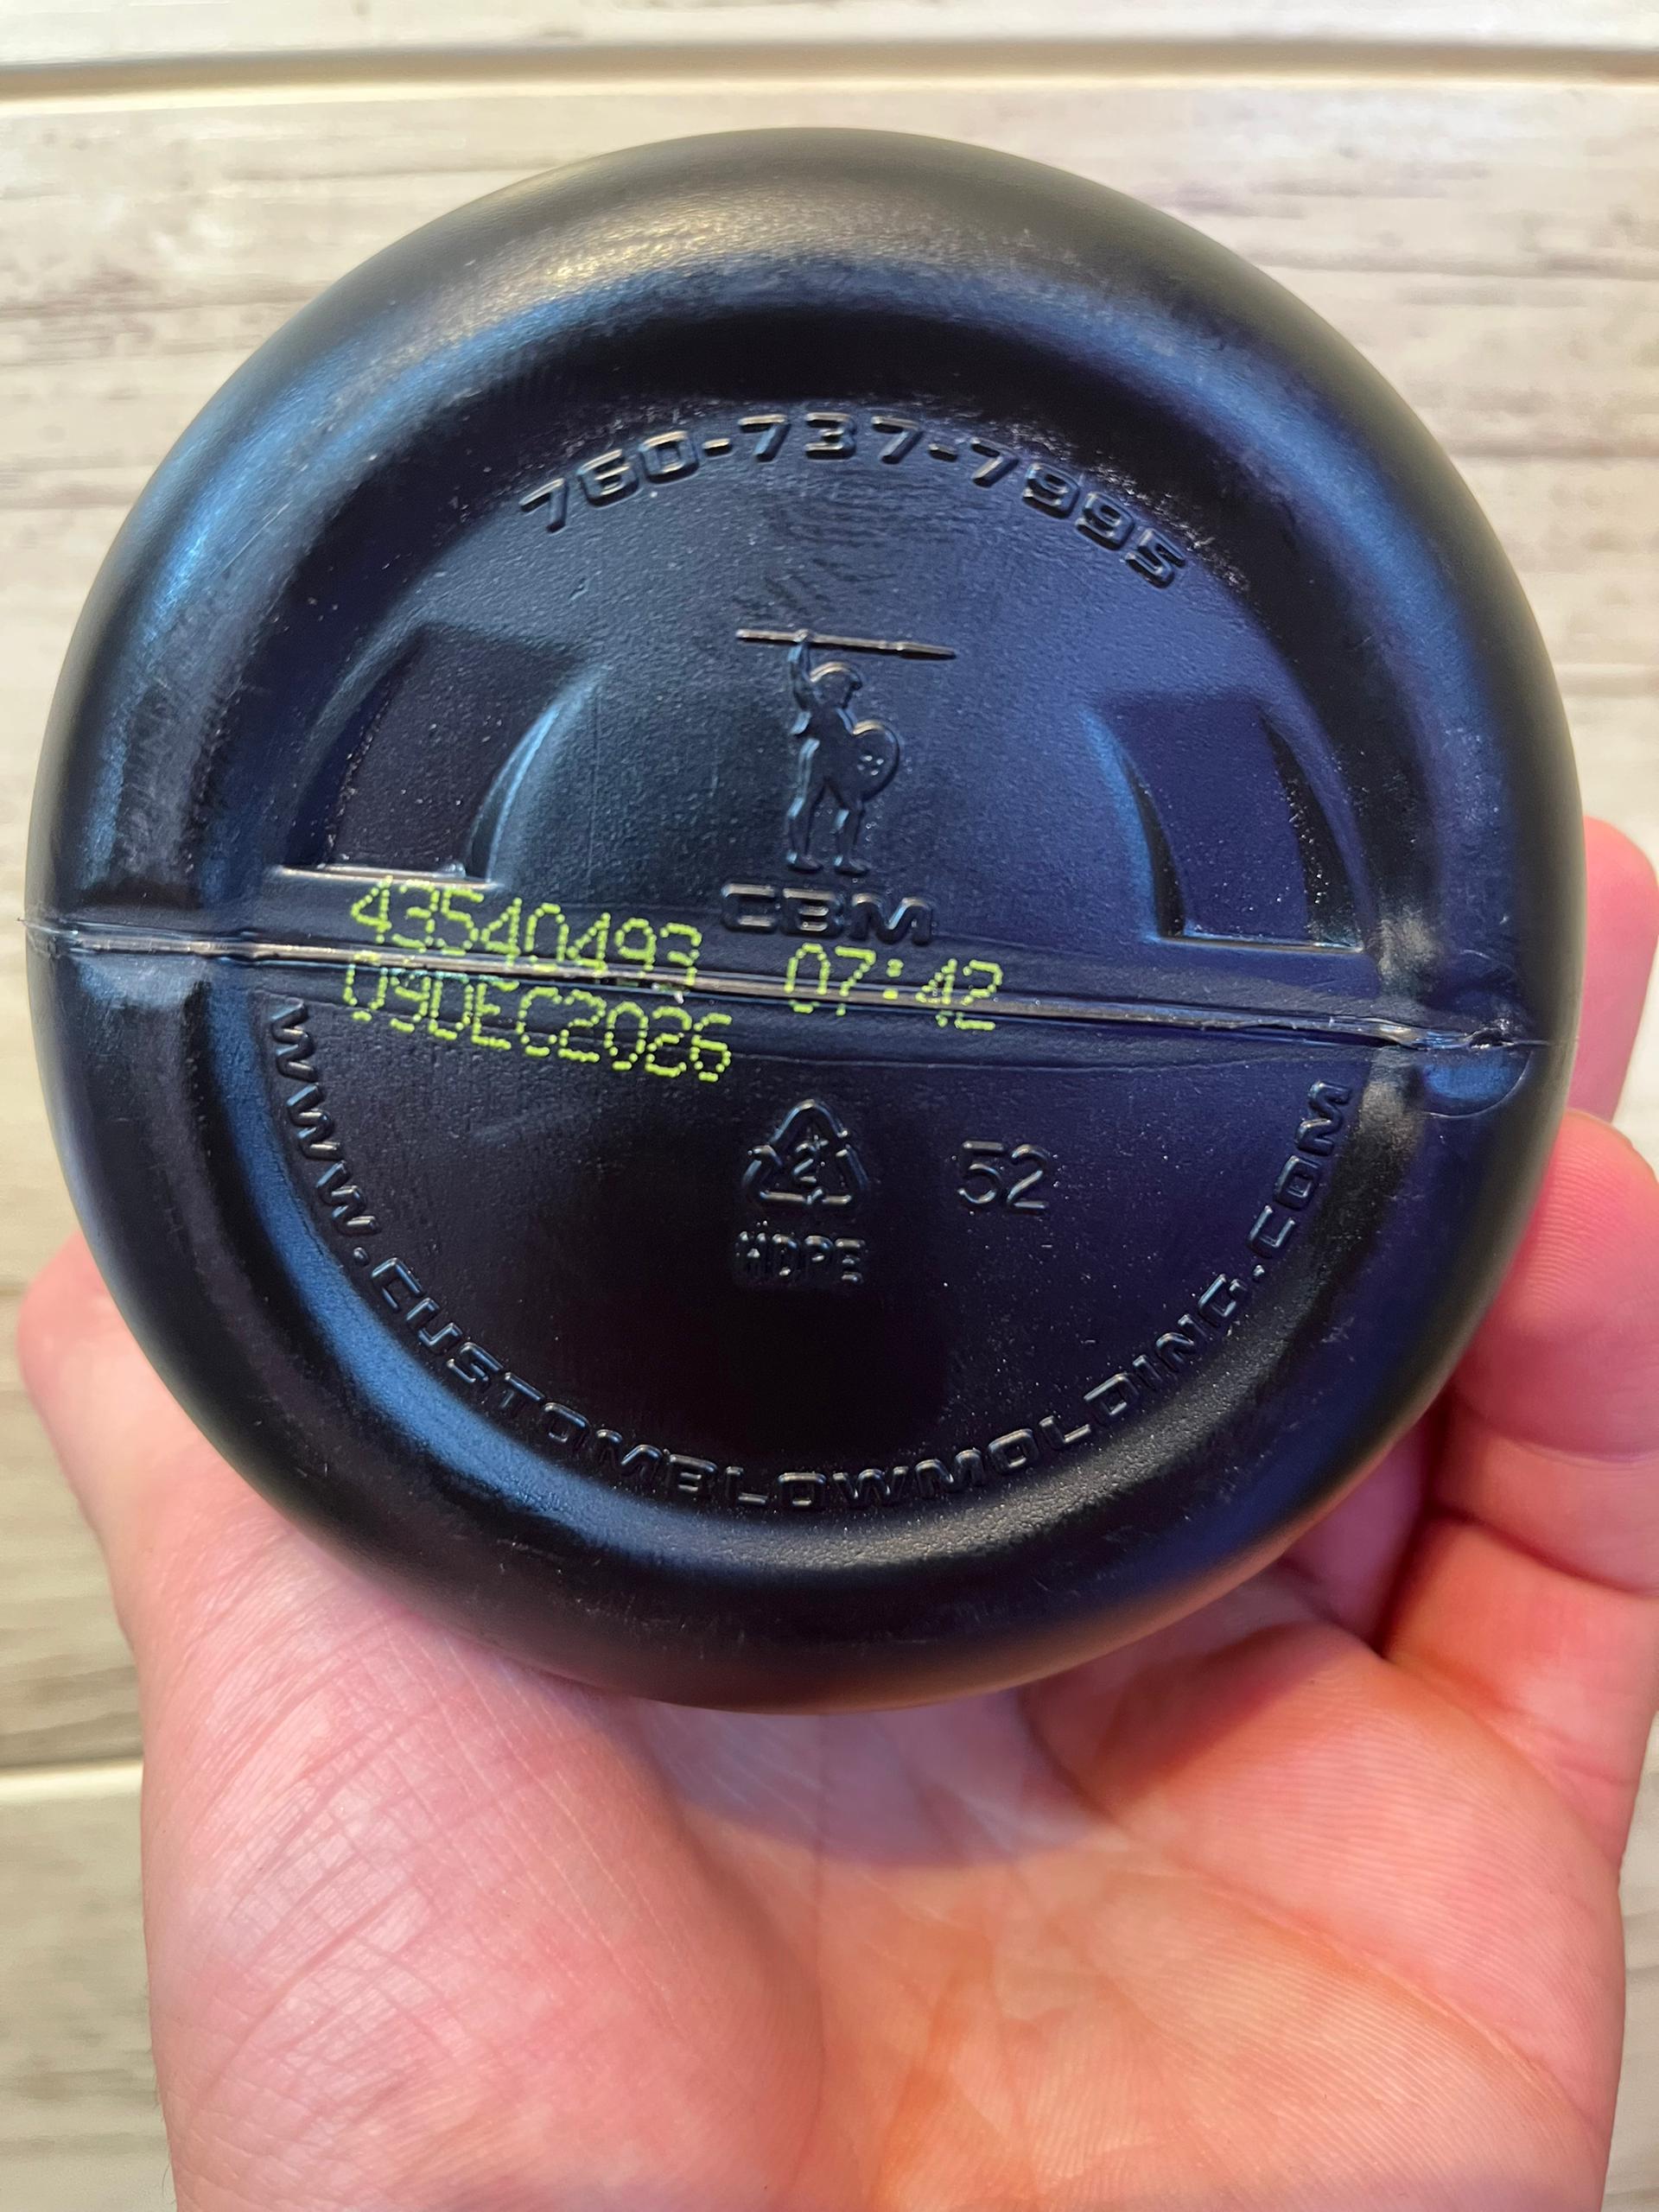 760-737-7995
CBM
43540493 07:42
09DEC2026
2 52
HDPE
WWW.CUSTOMBLOWMOLDING.COM